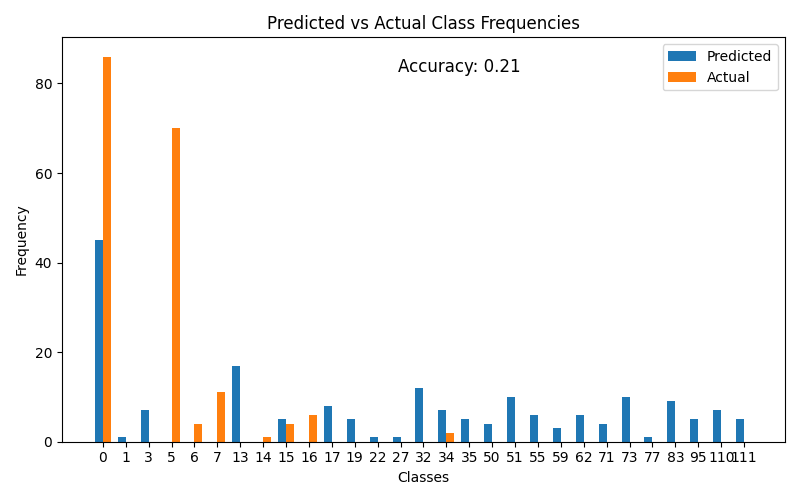 Predicted vs Actual Class Frequencies
Accuracy: 0.21
Predicted
Actual
Frequency
80
60
40
20
0
0 1 3 5 6 7 13 14 15 16 17 19 22 27 32 34 35 50 51 55 59 62 71 73 77 83 95 110 111
Classes